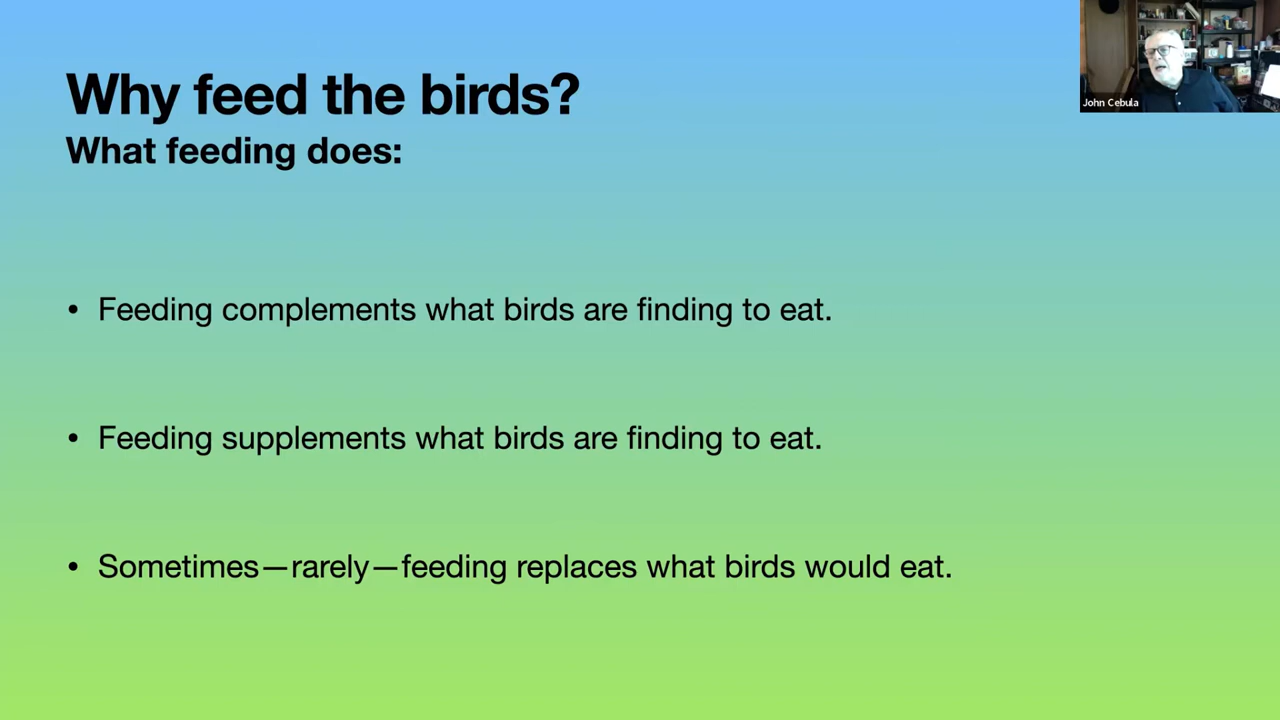 Why feed the birds?
What feeding does:
• Feeding complements what birds are finding to eat.
• Feeding supplements what birds are finding to eat.
• Sometimes—rarely—feeding replaces what birds would eat.
John Cebula